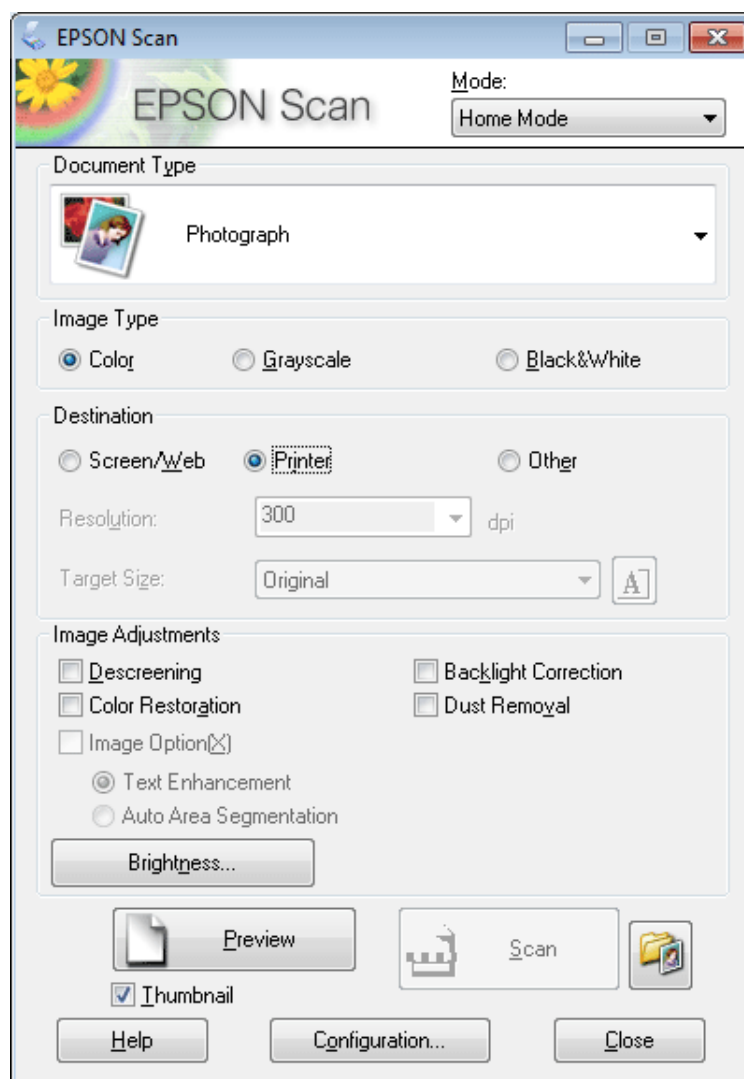 EPSON Scan
EPSON Scan
Mode:
Home Mode
Document Type
Photograph
Image Type
Color Grayscale Black&White
Destination
Screen/Web Printer Other
Resolution: 300 dpi
Target Size: Original A
Image Adjustments
Descreening Backlight Correction
Color Restoration Dust Removal
Image Option(X)
Text Enhancement
Auto Area Segmentation
Brightness...
Preview Scan
Thumbnail
Help Configuration... Close